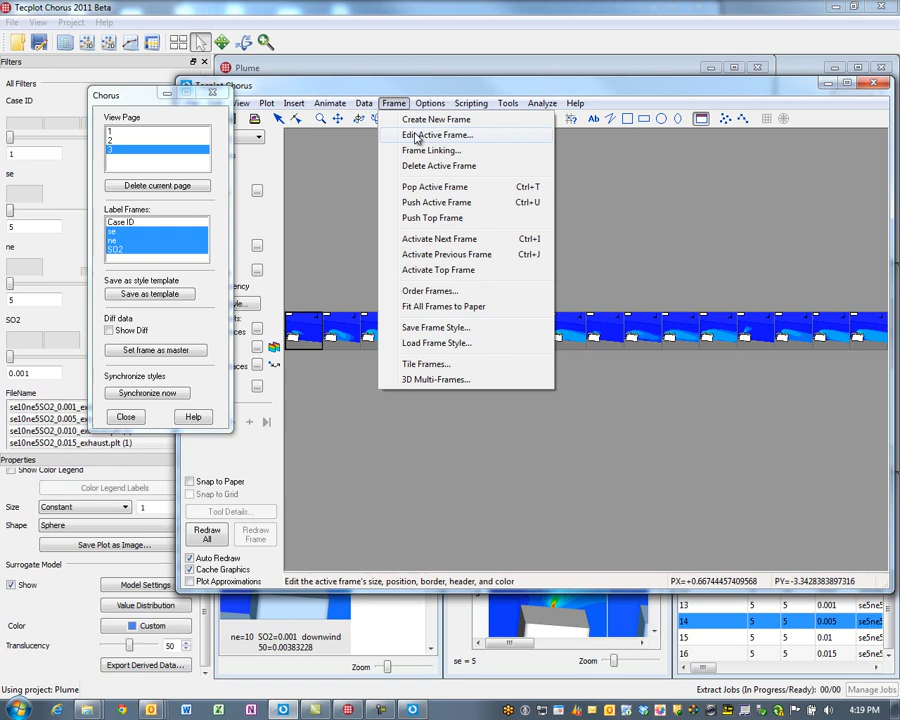 Tecplot Chorus 2011 Beta
File View Project Help
Filters
All Filters
Case ID
1
se
5
ne
5
SO2
0.001
FileName
se10ne5SO2_0.001_ex
se10ne5SO2_0.005_ex
se10ne5SO2_0.010_ex
se10ne5SO2_0.015_exhaust.plt (1)
Properties
Show Color Legend
Color Legend Labels
Size Constant 1
Shape Sphere
Save Plot as Image...
Surrogate Model
Show Model Settings
Value Distribution
Color Custom
Translucency 50
Export Derived Data...
Using project: Plume
Chorus
View Page
1
2
3
Delete current page
Label Frames:
Case ID
se
ne
SO2
Save as style template
Save as template
Diff data
Show Diff
Set frame as master
Synchronize styles
Synchronize now
Close Help
Plume
Tecplot Chorus
View Plot Insert Animate Data Frame Options Scripting Tools Analyze Help
Create New Frame
Edit Active Frame...
Frame Linking...
Delete Active Frame
Pop Active Frame Ctrl+T
Push Active Frame Ctrl+U
Push Top Frame
Activate Next Frame Ctrl+I
Activate Previous Frame Ctrl+J
Activate Top Frame
Order Frames...
Fit All Frames to Paper
Save Frame Style...
Load Frame Style...
Tile Frames...
3D Multi-Frames...
Snap to Paper
Snap to Grid
Tool Details...
Redraw All Redraw Frame
Auto Redraw
Cache Graphics
Plot Approximations
Edit the active frame's size, position, border, header, and color PX=+0.66744457409568 PY=-3.3428383897316
ne=10 SO2=0.001 downwind
50=0.00383228
Zoom
se = 5 Zoom
13 5 5 0.001 se5ne5
14 5 5 0.005 se5ne5
15 5 5 0.01 se5ne5
16 5 5 0.015 se5ne5
Extract Jobs (In Progress/Ready): 00/00 Manage Jobs
4:19 PM